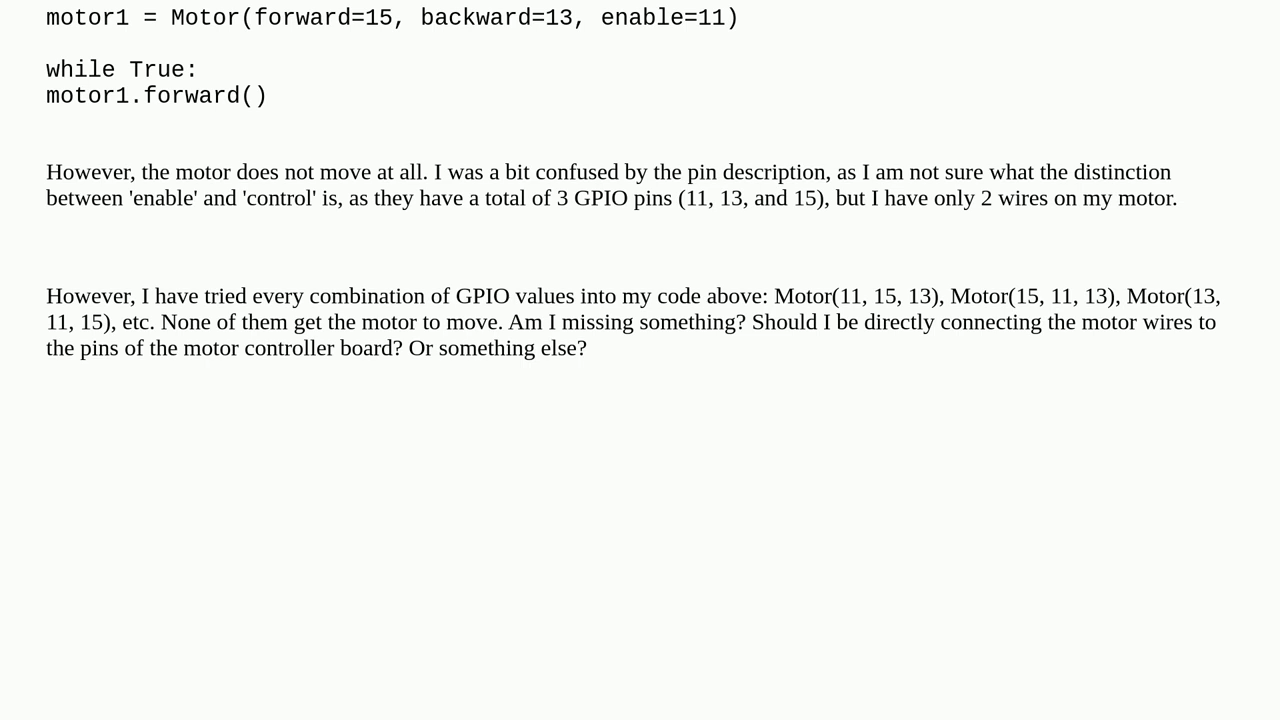 motor1 = Motor(forward=15, backward=13, enable=11)
while True:
motor1.forward()
However, the motor does not move at all. I was a bit confused by the pin description, as I am not sure what the distinction
between 'enable' and 'control' is, as they have a total of 3 GPIO pins (11, 13, and 15), but I have only 2 wires on my motor.
However, I have tried every combination of GPIO values into my code above: Motor(11, 15, 13), Motor(15, 11, 13), Motor(13,
11, 15), etc. None of them get the motor to move. Am I missing something? Should I be directly connecting the motor wires to
the pins of the motor controller board? Or something else?